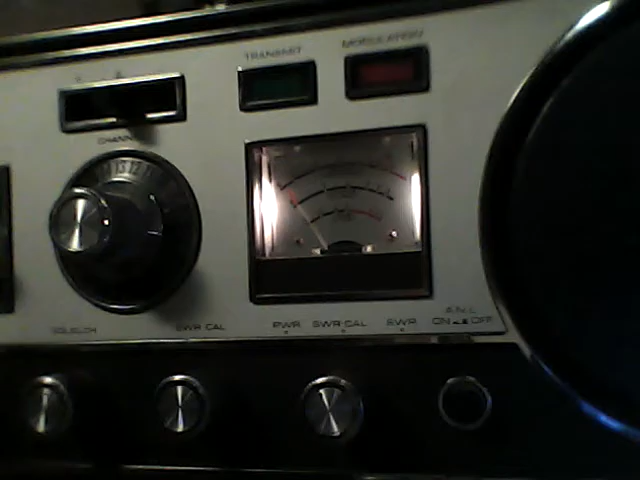 TRANSMIT
MODULATION
CHANNEL
SQUELCH
SWR CAL
PWR SWR CAL SWR
A.N.L
ON OFF